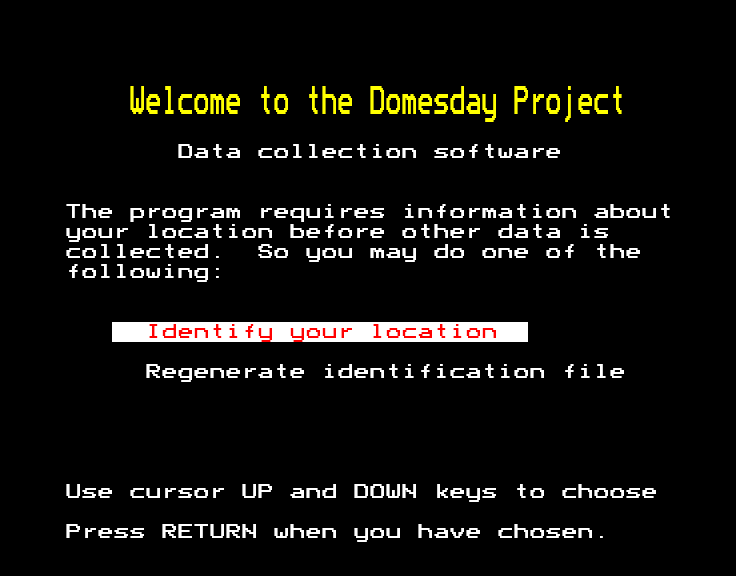 Welcome to the Domesday Project
Data collection software
The program requires information about
your location before other data is
collected.  So you may do one of the
following:
Identify your location
Regenerate identification file
Use cursor UP and DOWN keys to choose
Press RETURN when you have chosen.